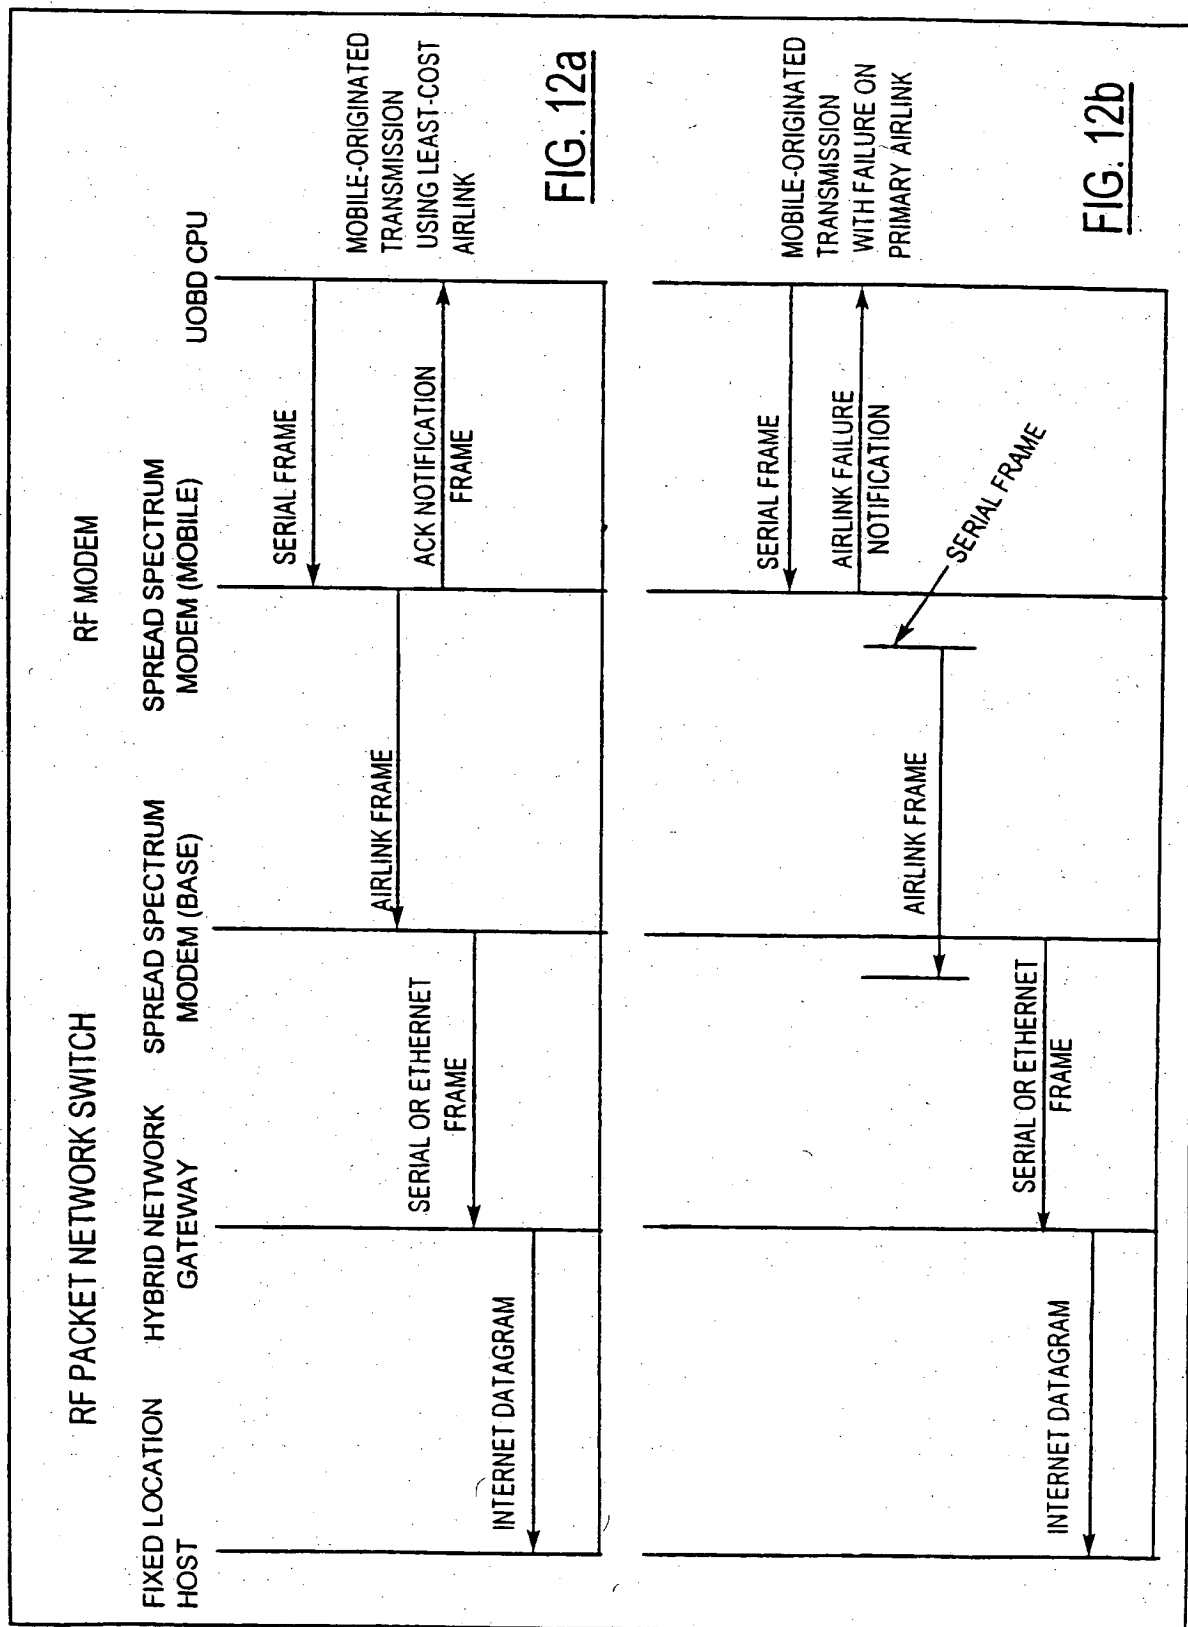 RF PACKET NETWORK SWITCH
RF MODEM
FIXED LOCATION
HOST
HYBRID NETWORK
GATEWAY
SPREAD SPECTRUM
MODEM (BASE)
SPREAD SPECTRUM
MODEM (MOBILE)
UOBD CPU
SERIAL FRAME
AIRLINK FRAME
ACK NOTIFICATION
FRAME
SERIAL OR ETHERNET
FRAME
INTERNET DATAGRAM
MOBILE-ORIGINATED
TRANSMISSION
USING LEAST-COST
AIRLINK
FIG. 12a
SERIAL FRAME
AIRLINK FAILURE
NOTIFICATION
SERIAL FRAME
AIRLINK FRAME
SERIAL OR ETHERNET
FRAME
INTERNET DATAGRAM
MOBILE-ORIGINATED
TRANSMISSION
WITH FAILURE ON
PRIMARY AIRLINK
FIG. 12b